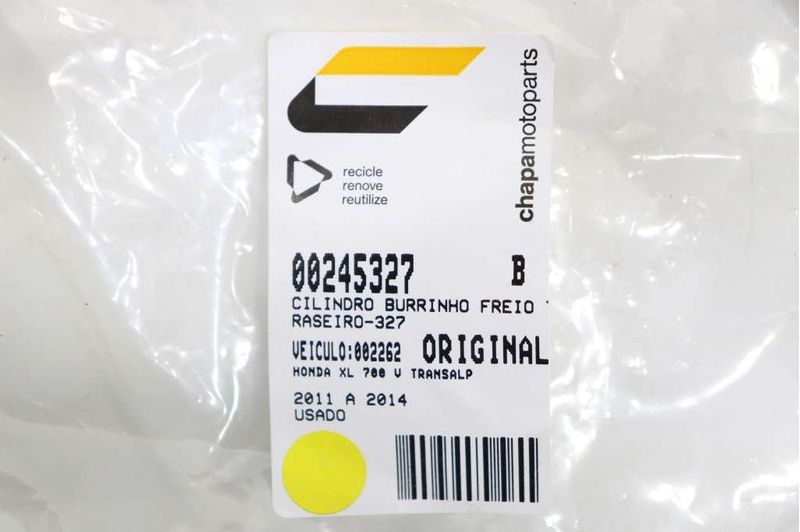 chapamotoparts
recicle
renove
reutilize
00245327 B
CILINDRO BURRINHO FREIO T
RASEIRO-327
VEICULO:002262 ORIGINAL
HONDA XL 700 V TRANSALP
2011 A 2014
USADO